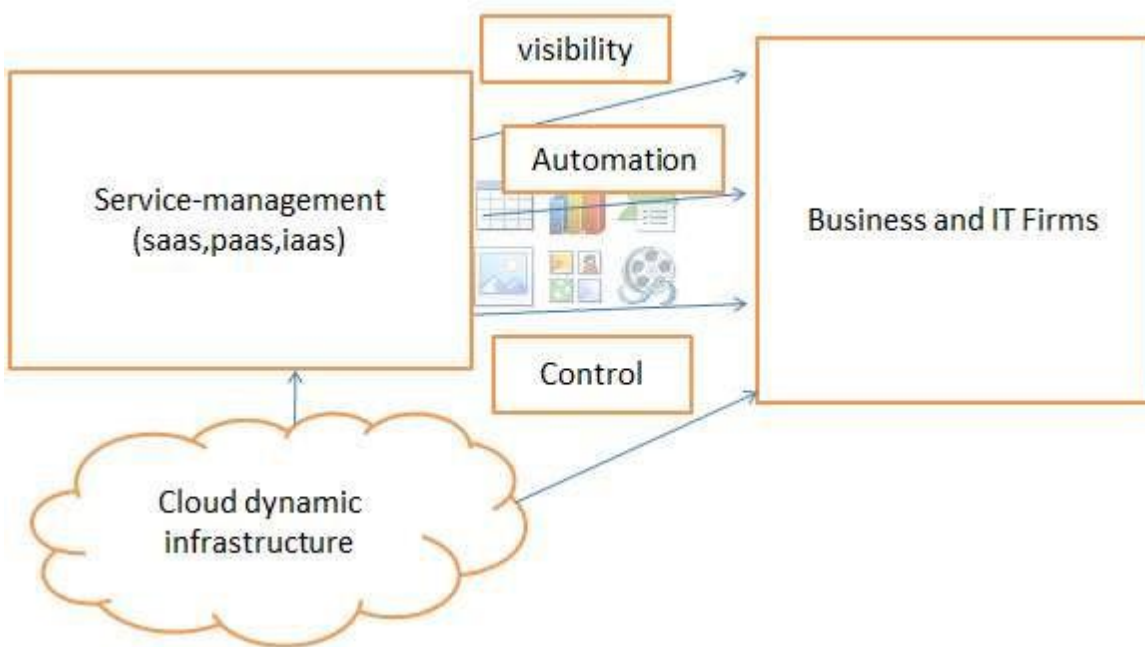 visibility
Automation
Service-management
(saas,paas,iaas)
Business and IT Firms
Control
Cloud dynamic
infrastructure